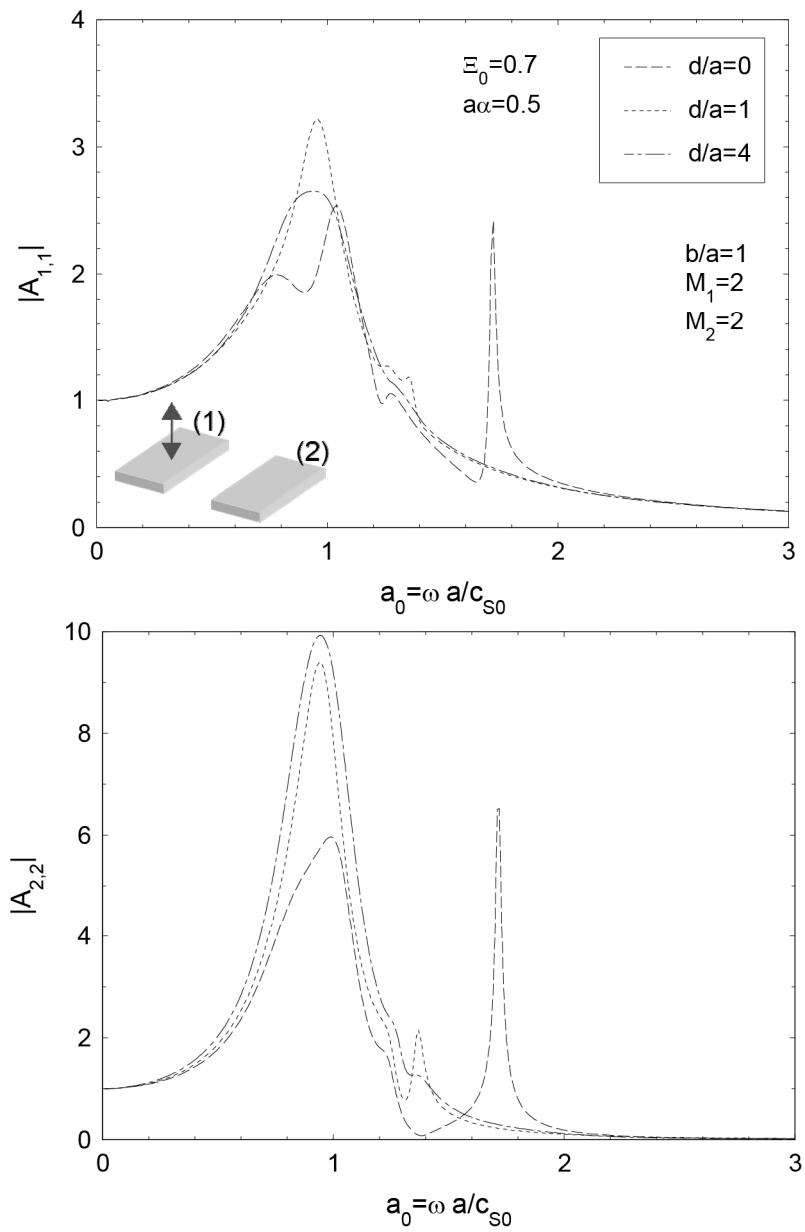 4
3
2
1
0
|A1,1|
Ξ0=0.7
aα=0.5
d/a=0
d/a=1
d/a=4
b/a=1
M1=2
M2=2
(1)
(2)
0 1 2 3
a0=ω a/cS0
10
8
6
4
2
0
|A2,2|
0 1 2 3
a0=ω a/cS0